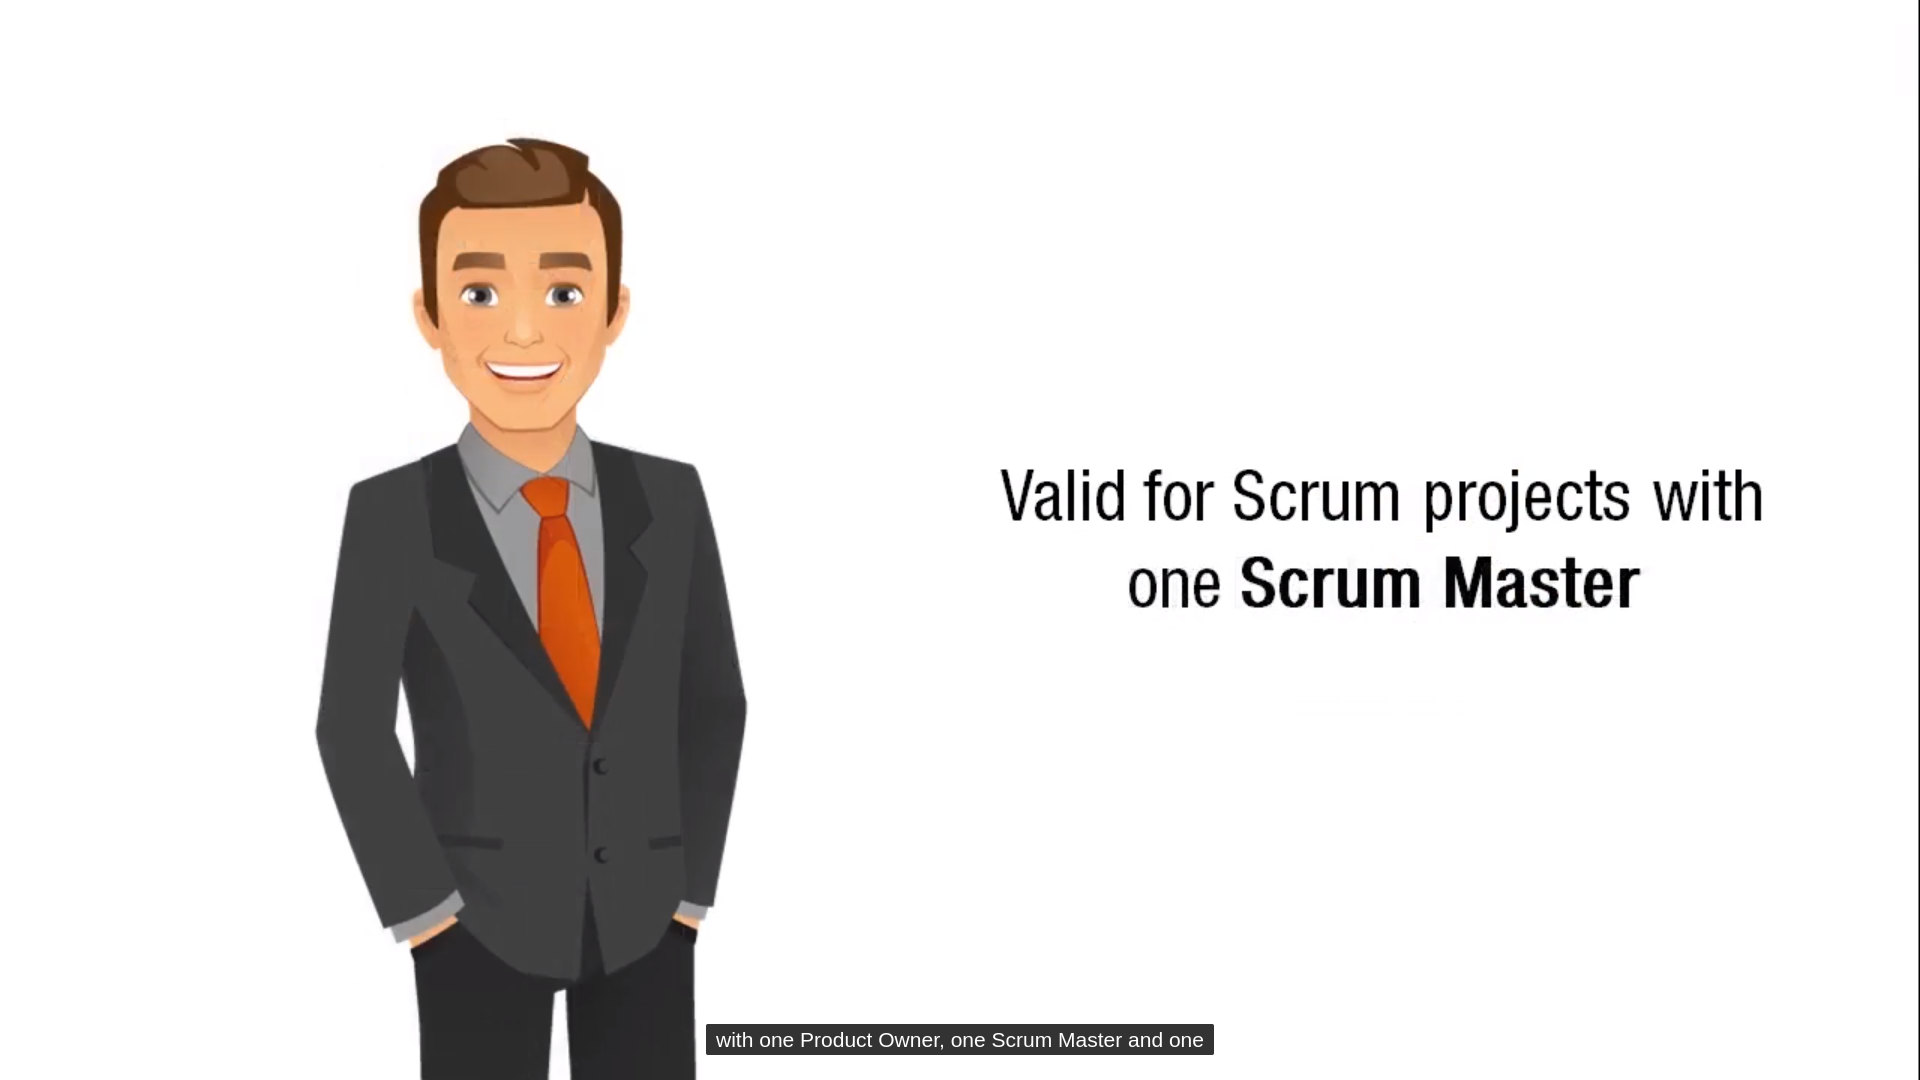 Valid for Scrum projects with
one Scrum Master
with one Product Owner, one Scrum Master and one